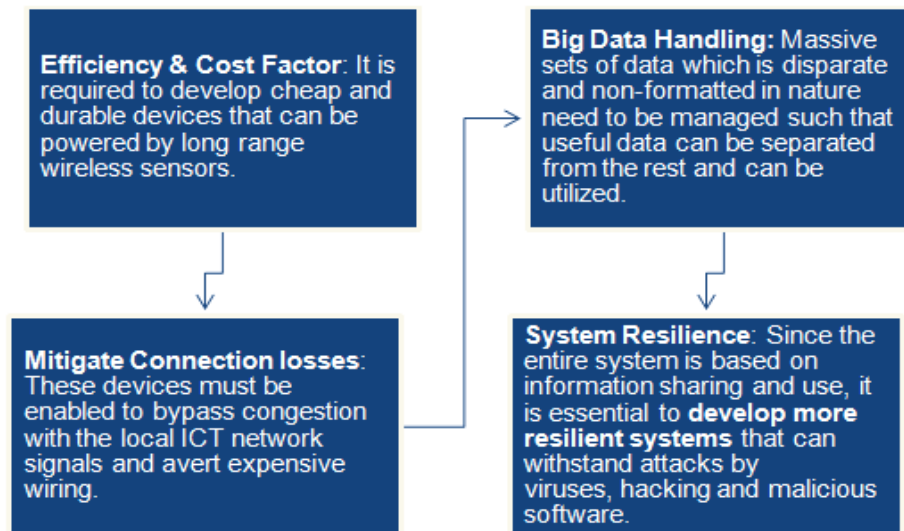 Efficiency & Cost Factor: It is
required to develop cheap and
durable devices that can be
powered by long range
wireless sensors.
Mitigate Connection losses:
These devices must be
enabled to bypass congestion
with the local ICT network
signals and avert expensive
wiring.
Big Data Handling: Massive
sets of data which is disparate
and non-formatted in nature
need to be managed such that
useful data can be separated
from the rest and can be
utilized.
System Resilience: Since the
entire system is based on
information sharing and use, it
is essential to develop more
resilient systems that can
withstand attacks by
viruses, hacking and malicious
software.